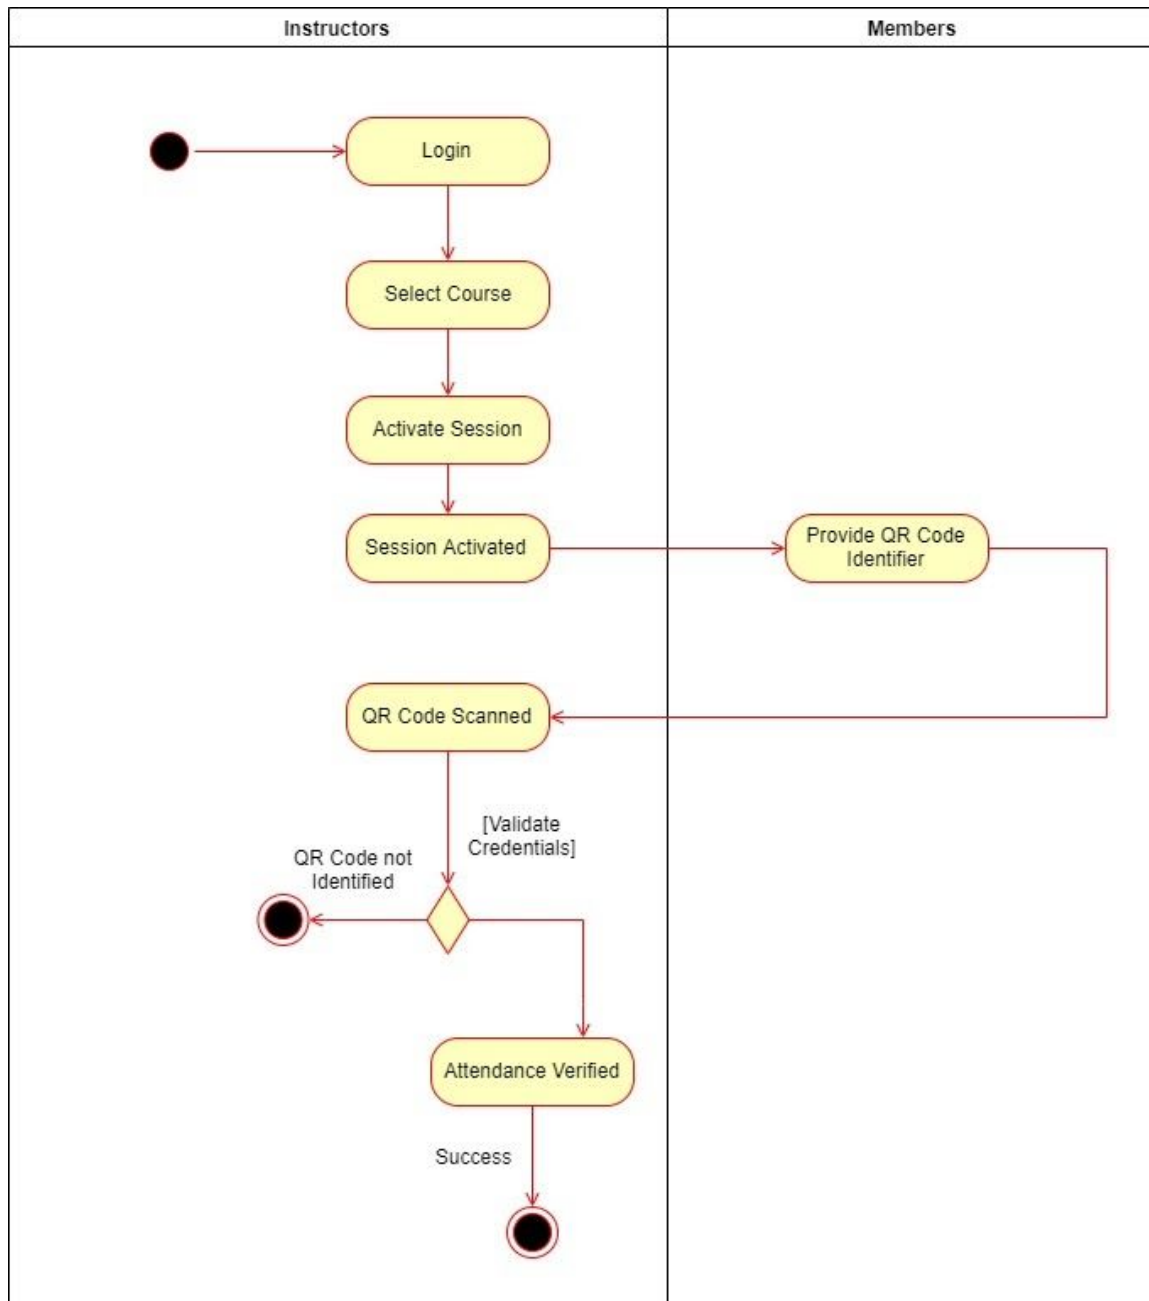 Instructors
Members
Login
Select Course
Activate Session
Session Activated
Provide QR Code
Identifier
QR Code Scanned
[Validate
Credentials]
QR Code not
Identified
Attendance Verified
Success